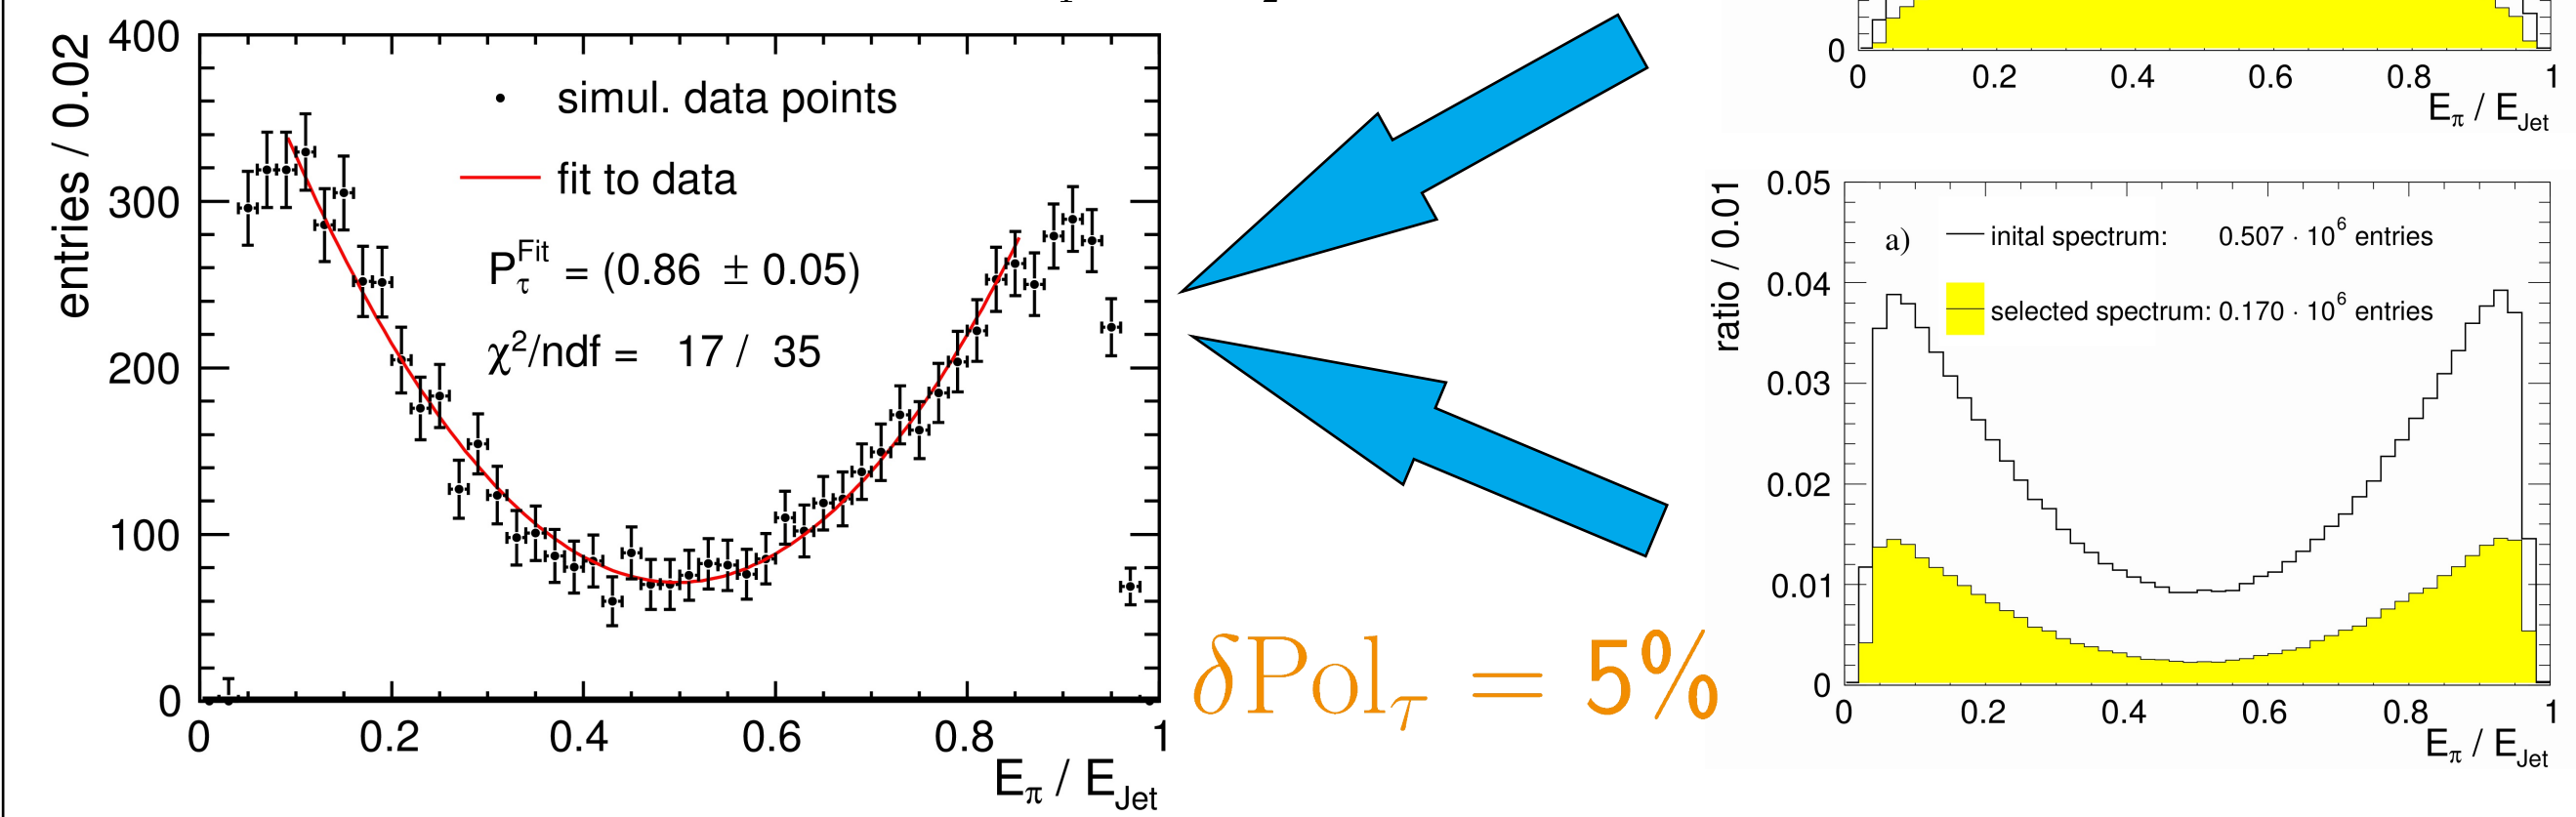 entries / 0.02
400
300
200
100
0
0 0.2 0.4 0.6 0.8 1
E_π / E_Jet
simul. data points
fit to data
P_τ^Fit = (0.86 ± 0.05)
χ²/ndf = 17 / 35
δPol_τ = 5%
0
0 0.2 0.4 0.6 0.8 1
E_π / E_Jet
ratio / 0.01
0.05
0.04
0.03
0.02
0.01
0
a)
inital spectrum: 0.507 · 10⁶ entries
selected spectrum: 0.170 · 10⁶ entries
0 0.2 0.4 0.6 0.8 1
E_π / E_Jet